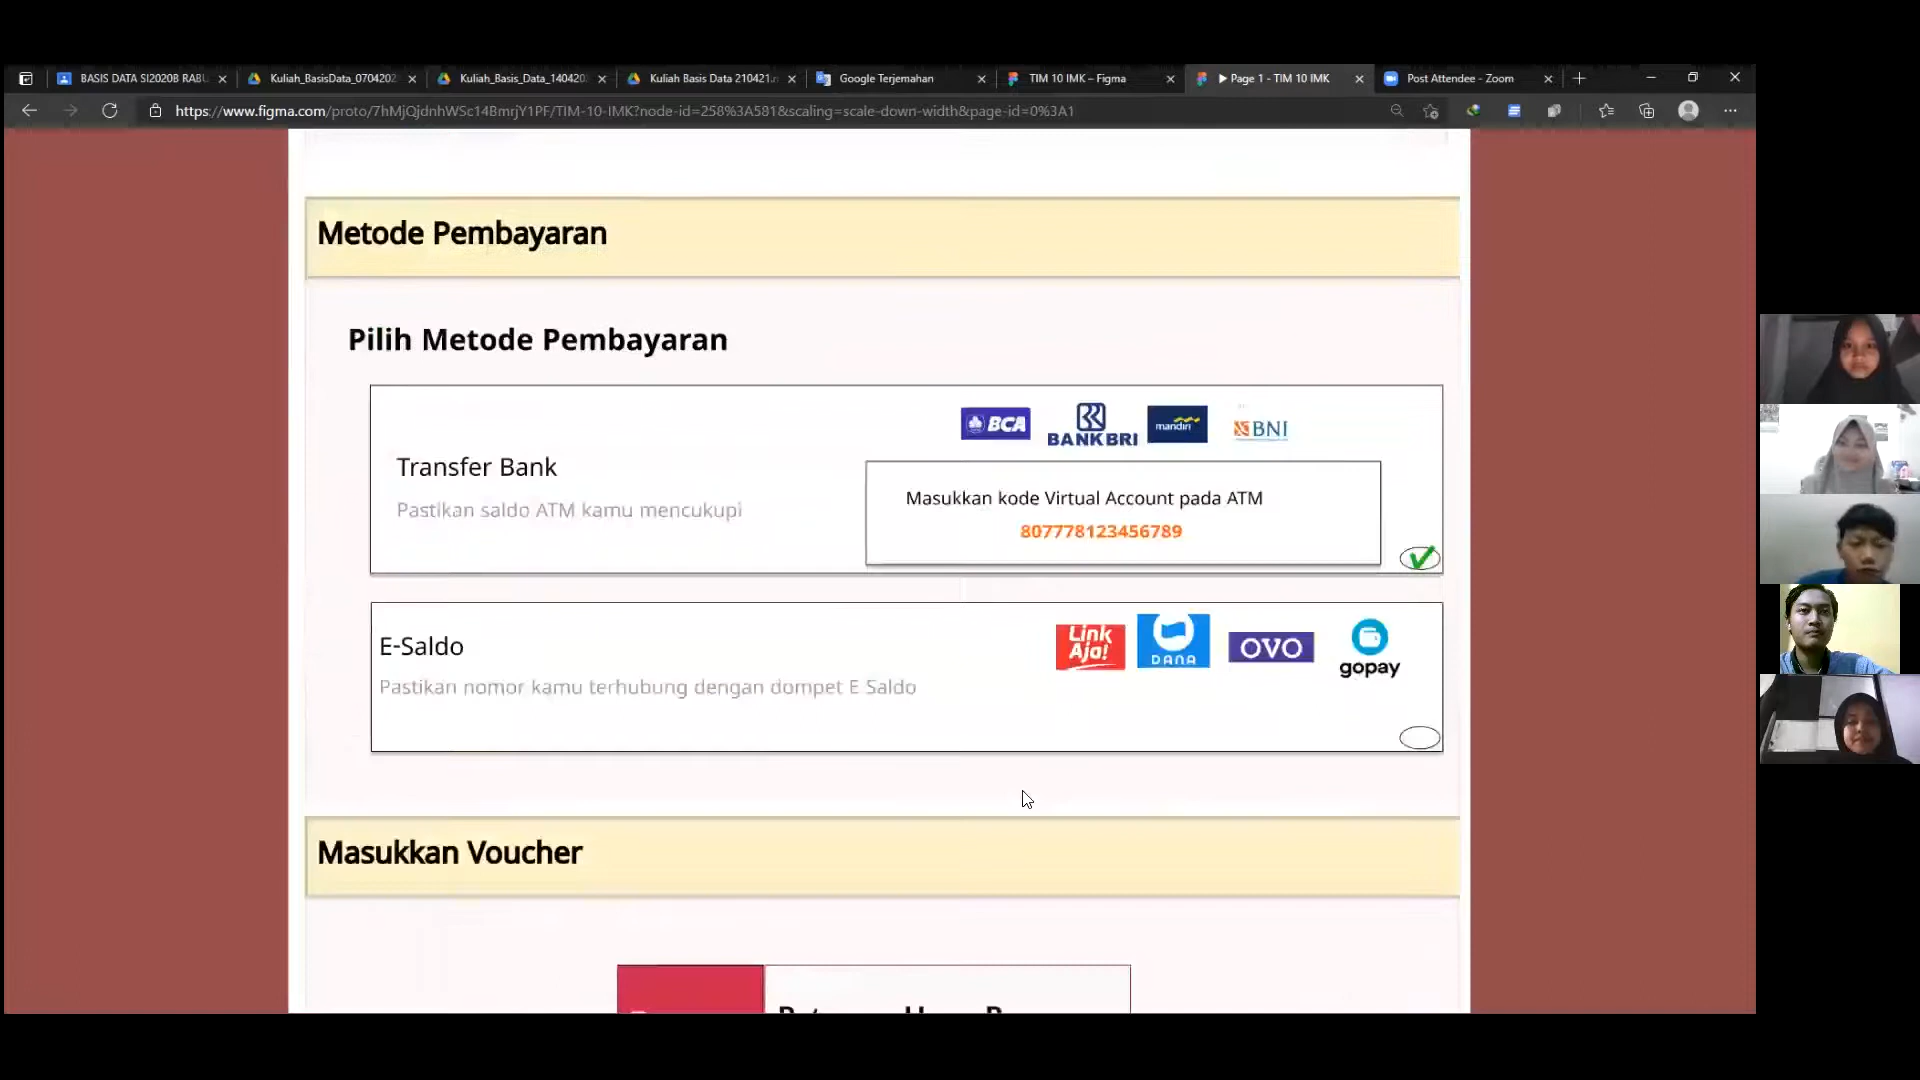 BASIS DATA SI2020B RABU
Kuliah_BasisData_0704202
Kuliah_Basis_Data_140420
Kuliah Basis Data 210421.r
Google Terjemahan
TIM 10 IMK – Figma
Page 1 - TIM 10 IMK
Post Attendee - Zoom
https://www.figma.com/proto/7hMjQjdnhWSc14BmrjY1PF/TIM-10-IMK?node-id=258%3A581&scaling=scale-down-width&page-id=0%3A1
Metode Pembayaran
Pilih Metode Pembayaran
BCA
BANK BRI
mandiri
BNI
Transfer Bank
Pastikan saldo ATM kamu mencukupi
Masukkan kode Virtual Account pada ATM
807778123456789
E-Saldo
Pastikan nomor kamu terhubung dengan dompet E Saldo
Link
Aja!
DANA
OVO
gopay
Masukkan Voucher